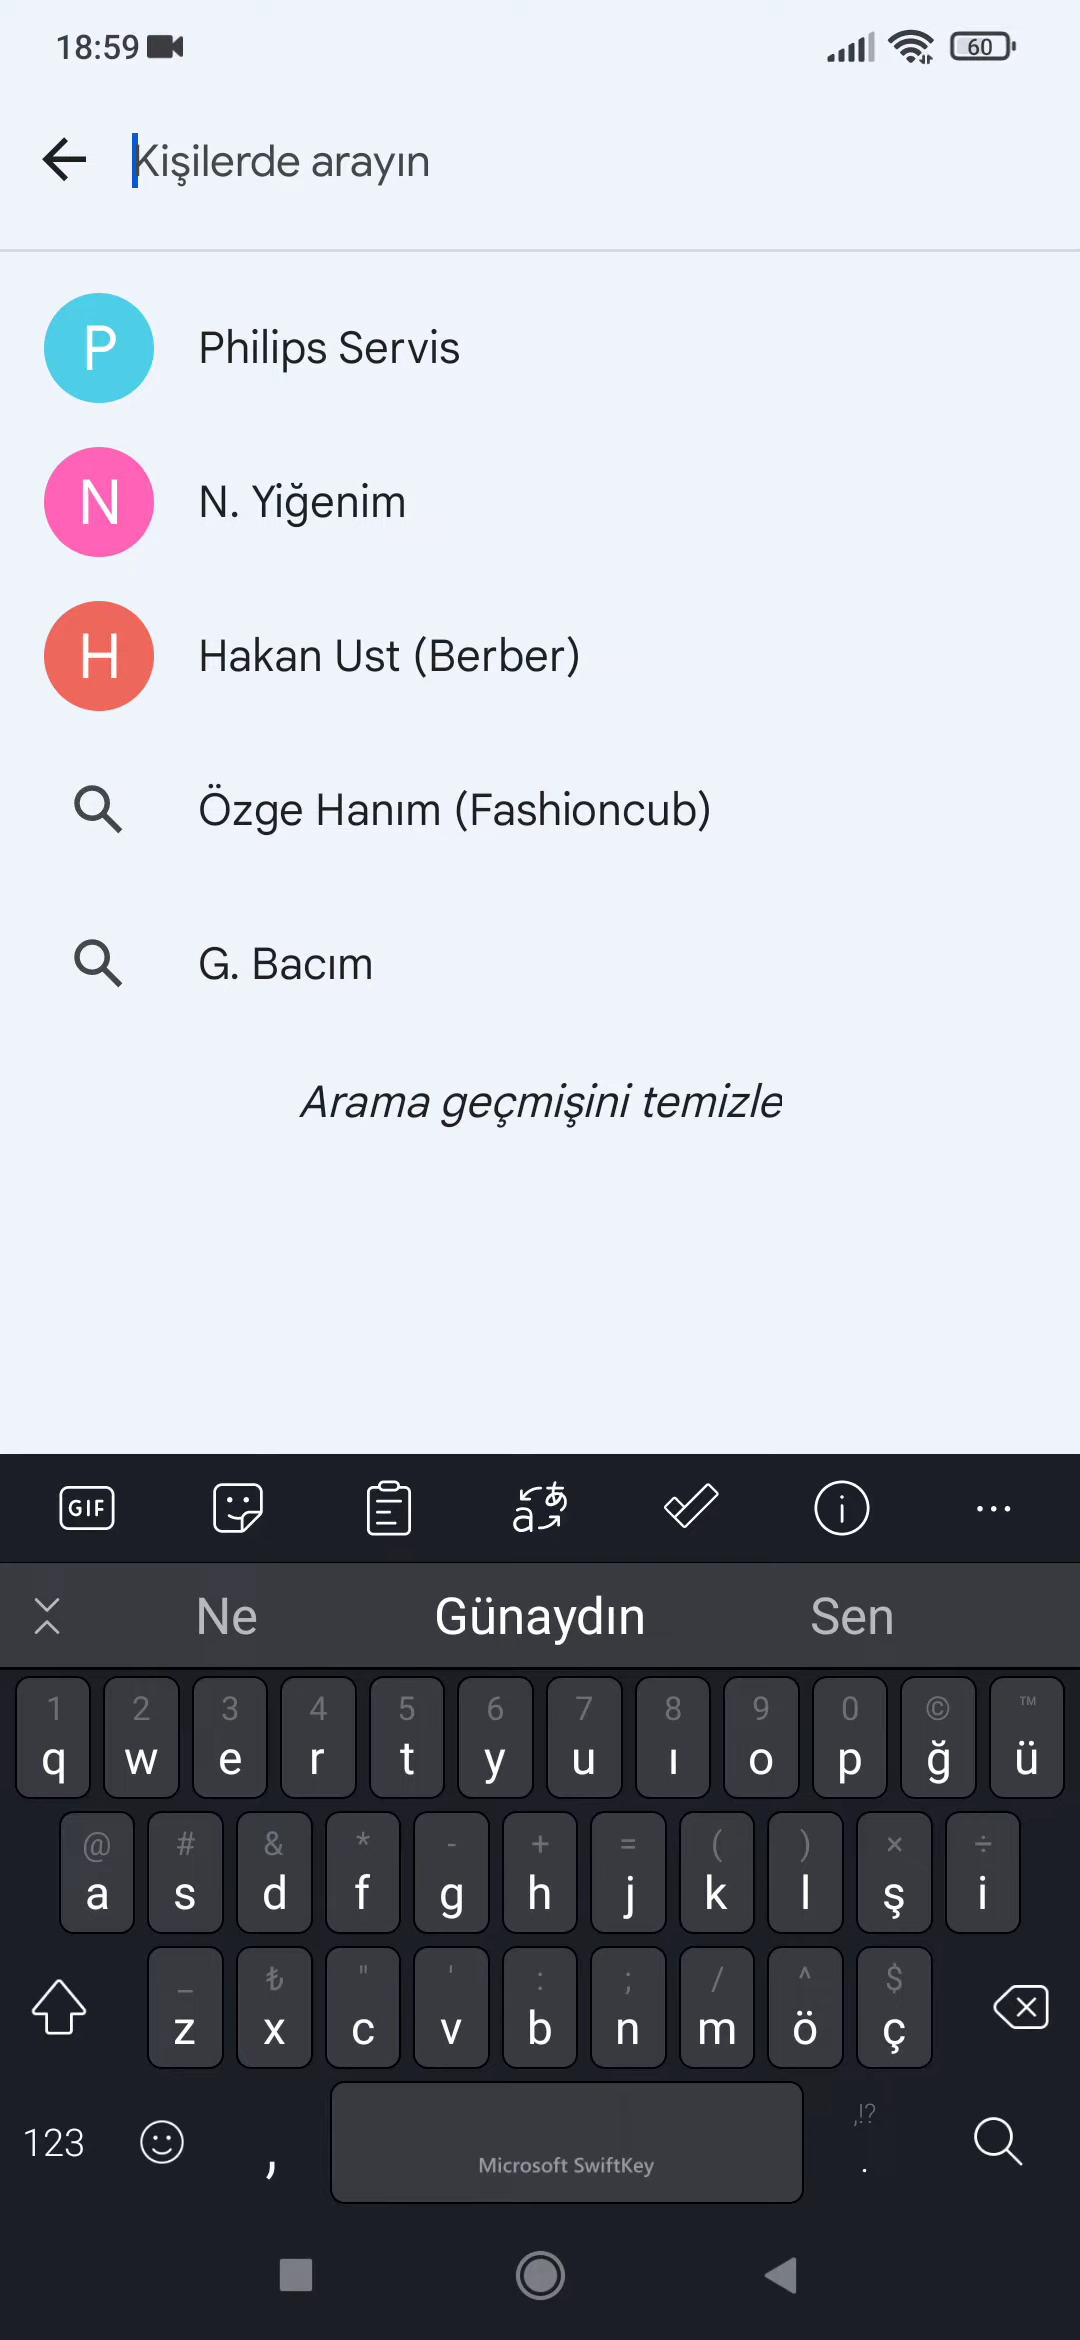 18:59
60
Kişilerde arayın
P Philips Servis
N N. Yiğenim
H Hakan Ust (Berber)
Özge Hanım (Fashioncub)
G. Bacım
Arama geçmişini temizle
GIF
Ne Günaydın Sen
1 2 3 4 5 6 7 8 9 0 © ™
q w e r t y u ı o p ğ ü
@ # & * - + = ( ) × ÷
a s d f g h j k l ş i
_ ₺ " ' : ; / ^ $
z x c v b n m ö ç
,!?
123 , Microsoft SwiftKey .